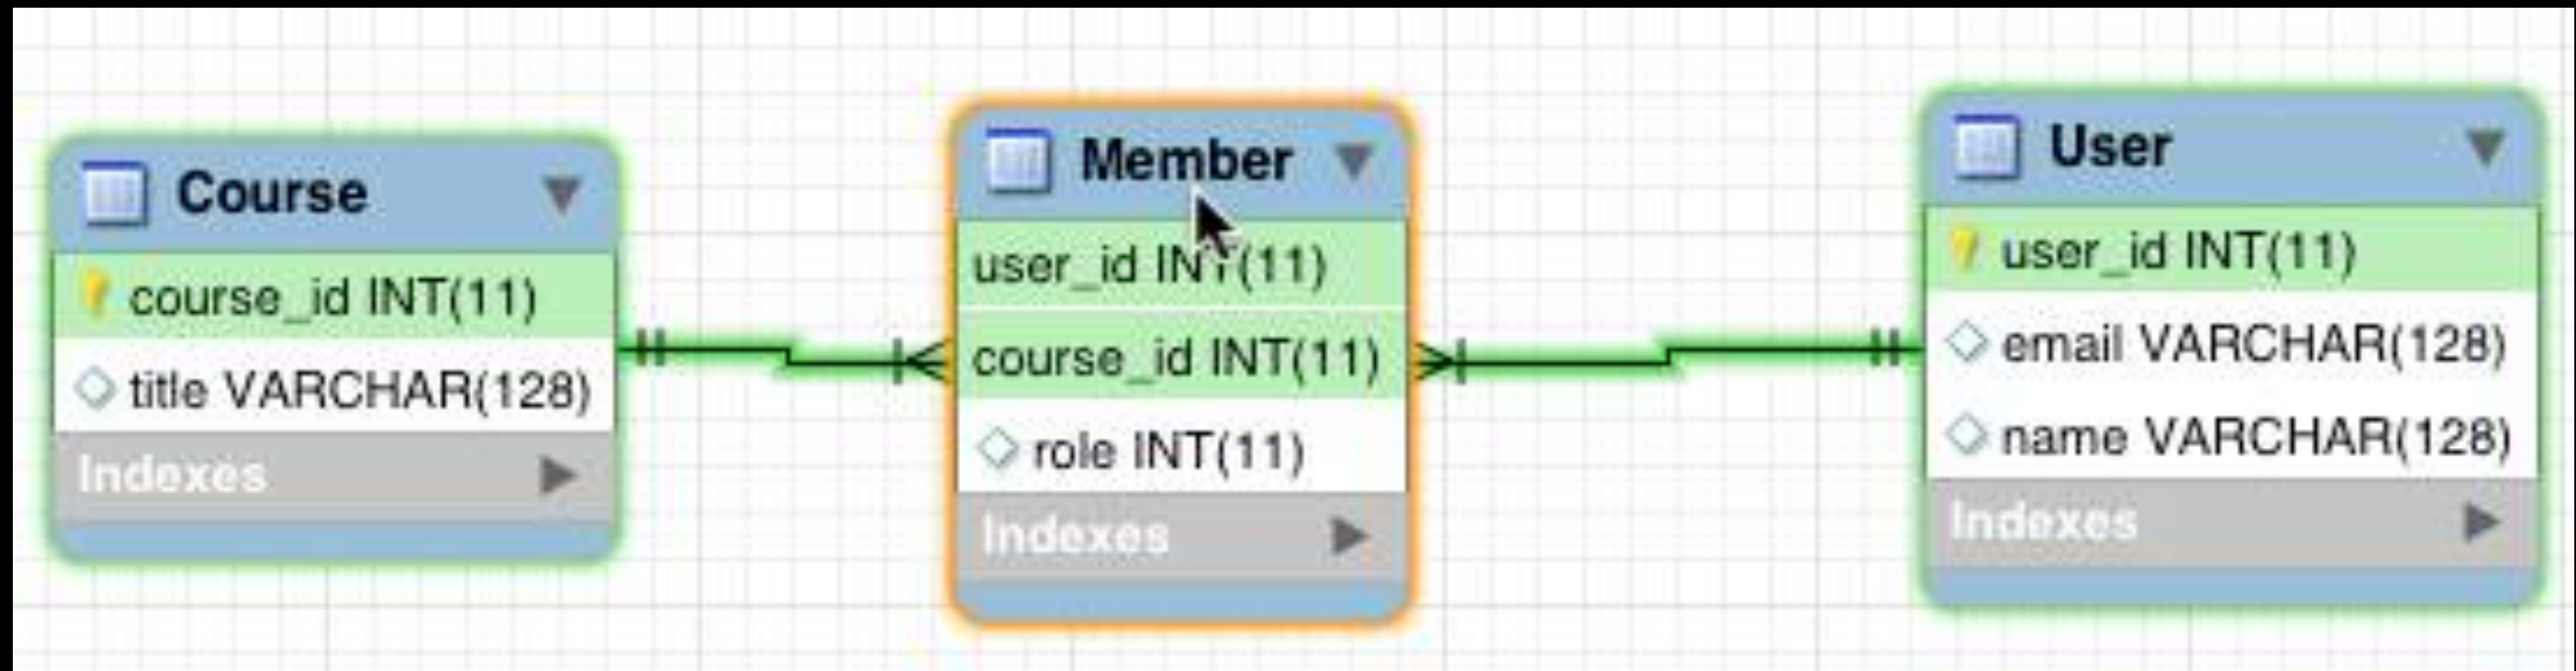 Course
course_id INT(11)
title VARCHAR(128)
Indexes
Member
user_id INT(11)
course_id INT(11)
role INT(11)
Indexes
User
user_id INT(11)
email VARCHAR(128)
name VARCHAR(128)
Indexes